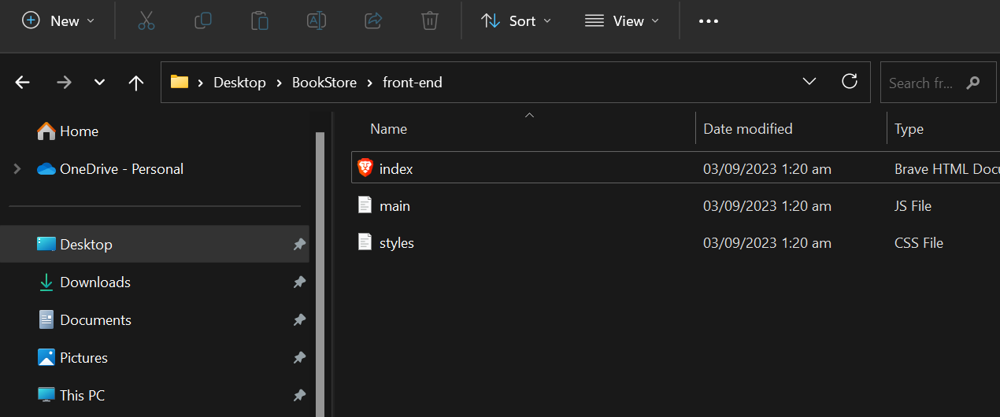 New Sort View
Desktop BookStore front-end Search fr...
Home
OneDrive - Personal
Desktop
Downloads
Documents
Pictures
This PC
Name Date modified Type
index 03/09/2023 1:20 am Brave HTML Docu
main 03/09/2023 1:20 am JS File
styles 03/09/2023 1:20 am CSS File